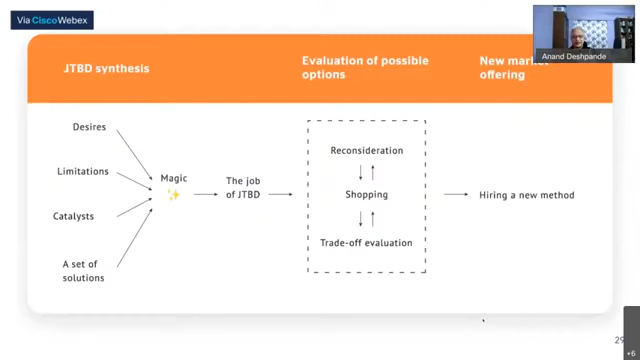 Via Cisco Webex
Anand Deshpande
JTBD synthesis
Evaluation of possible
options
New market
offering
Desires
Limitations
Catalysts
A set of
solutions
Magic
The job
of JTBD
Reconsideration
Shopping
Trade-off evaluation
Hiring a new method
29
+6